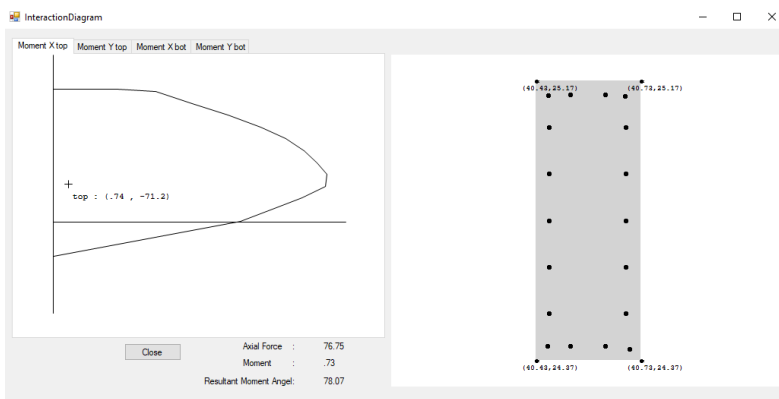 InteractionDiagram
Moment X top Moment Y top Moment X bot Moment Y bot
top : (.74 , -71.2)
(40.43,25.17) (40.73,25.17)
(40.43,24.37) (40.73,24.37)
Close
Axial Force : 76.75
Moment : .73
Resultant Moment Angel: 78.07